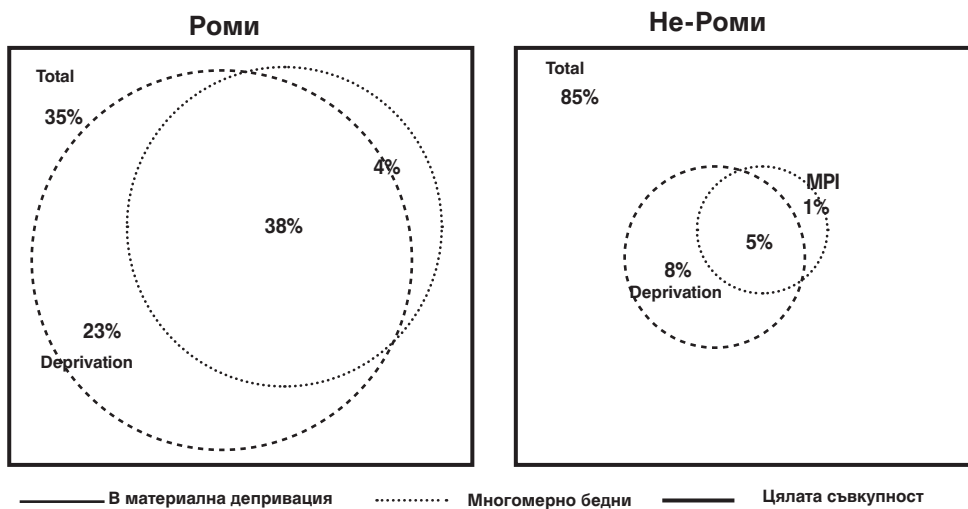 Роми
Не-Роми
Total
35%
4%
38%
23%
Deprivation
Total
85%
MPI
1%
5%
8%
Deprivation
В материална депривация
Многомерно бедни
Цялата съвкупност